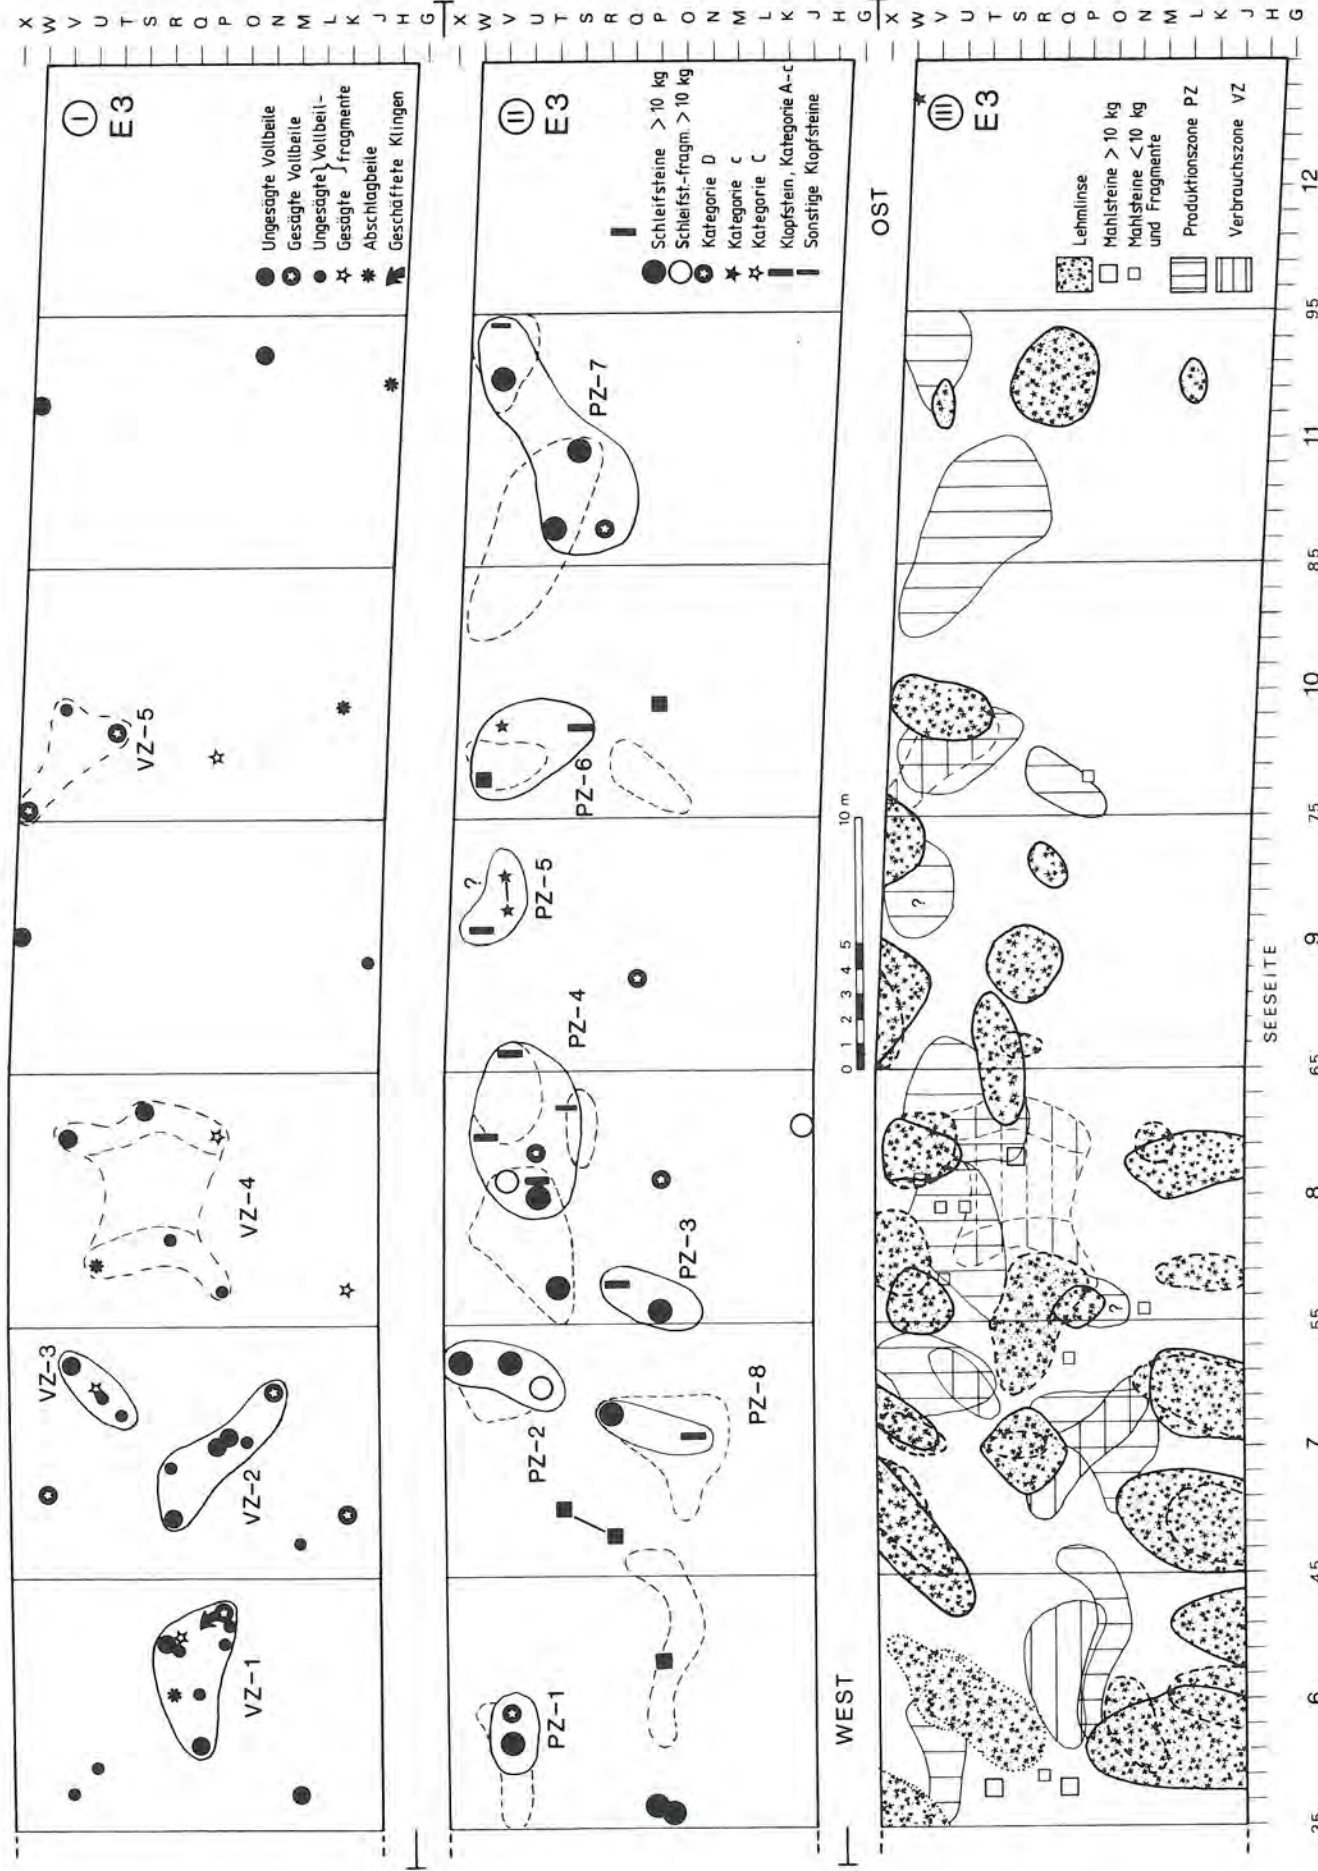 X W V U T S R Q P O N M L K J H G
I
E3
Ungesägte Vollbeile
Gesägte Vollbeile
Ungesägte } Vollbeil-
Gesägte } fragmente
Abschlagbeile
Geschäftete Klingen
VZ-1
VZ-2
VZ-3
VZ-4
VZ-5
X W V U T S R Q P O N M L K J H G
II
E3
Schleifsteine >10 kg
Schleifst.-fragm. >10 kg
Kategorie D
Kategorie c
Kategorie C
Klopfstein, Kategorie A-c
Sonstige Klopfsteine
PZ-1
PZ-2
PZ-8
PZ-3
PZ-4
PZ-5
?
PZ-6
PZ-7
WEST
0 1 2 3 4 5 10 m
OST
X W V U T S R Q P O N M L K J H G
III
E3
Lehmlinse
Mahlsteine >10 kg
Mahlsteine <10 kg
und Fragmente
Produktionszone PZ
Verbrauchszone VZ
?
?
SEESEITE
35 6 45 7 55 8 65 9 75 10 85 11 95 12